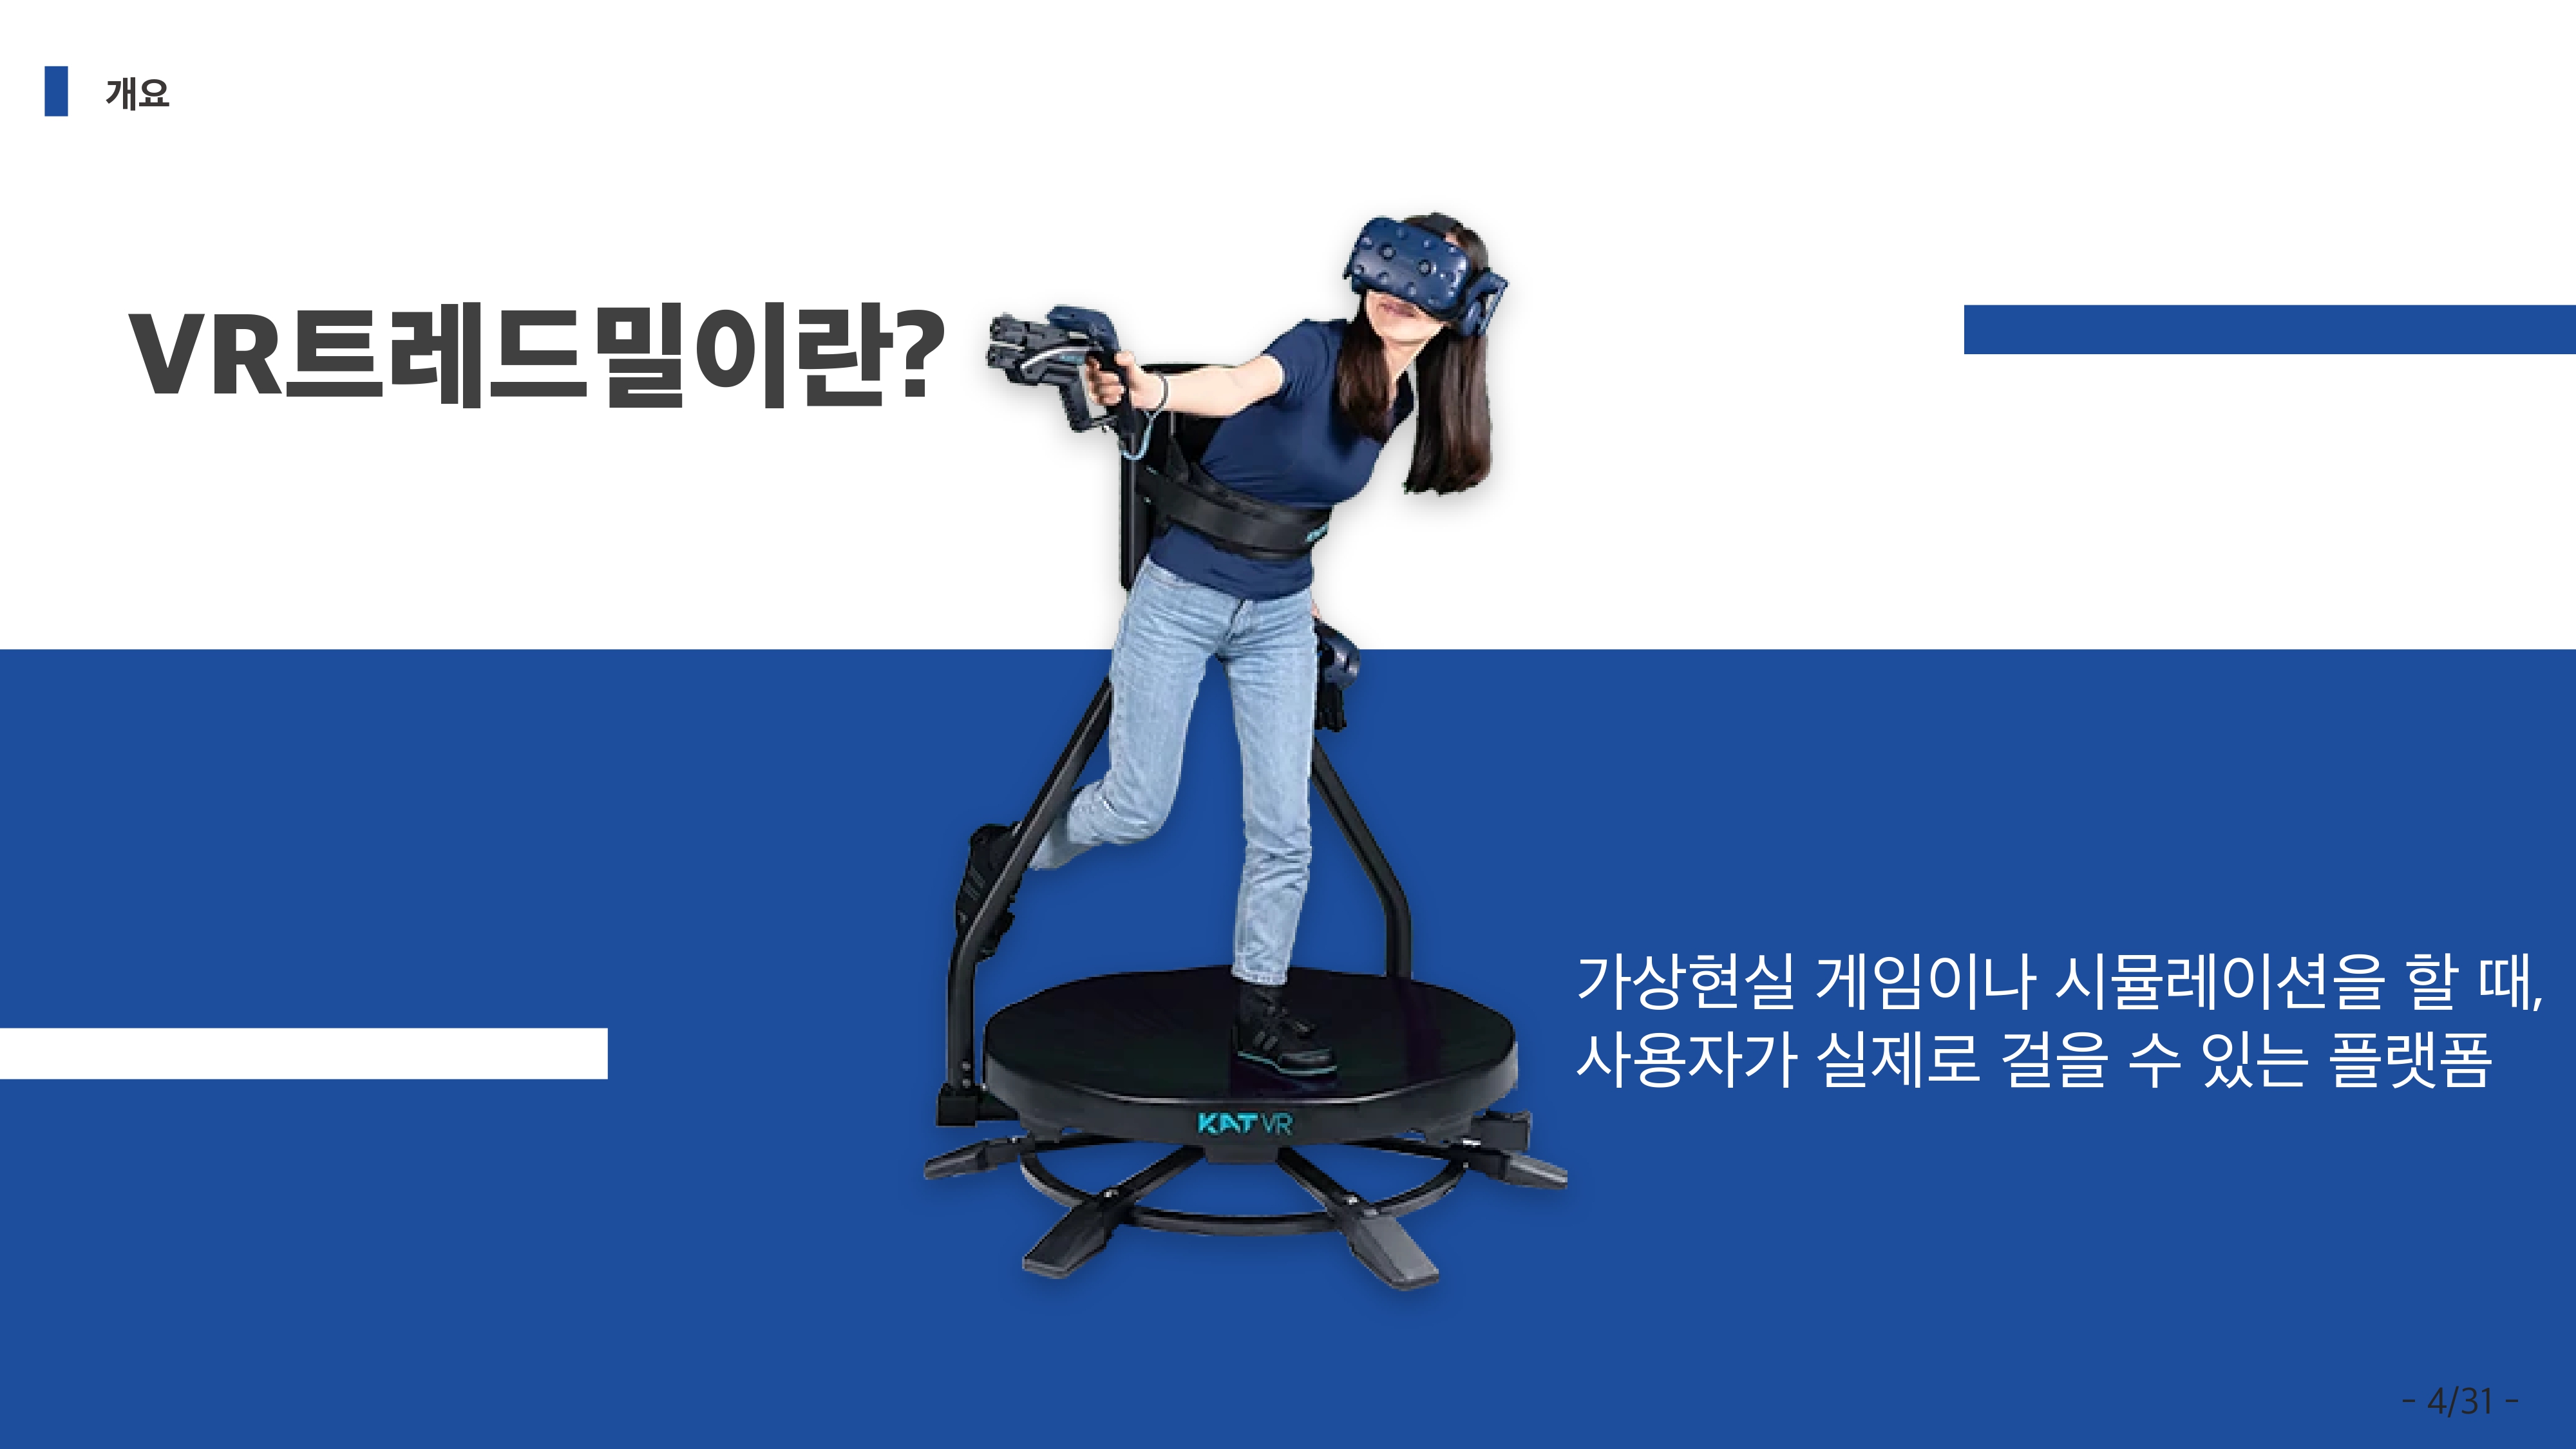 개요
VR트레드밀이란?
가상현실 게임이나 시뮬레이션을 할 때,
사용자가 실제로 걸을 수 있는 플랫폼
KAT VR
- 4/31 -